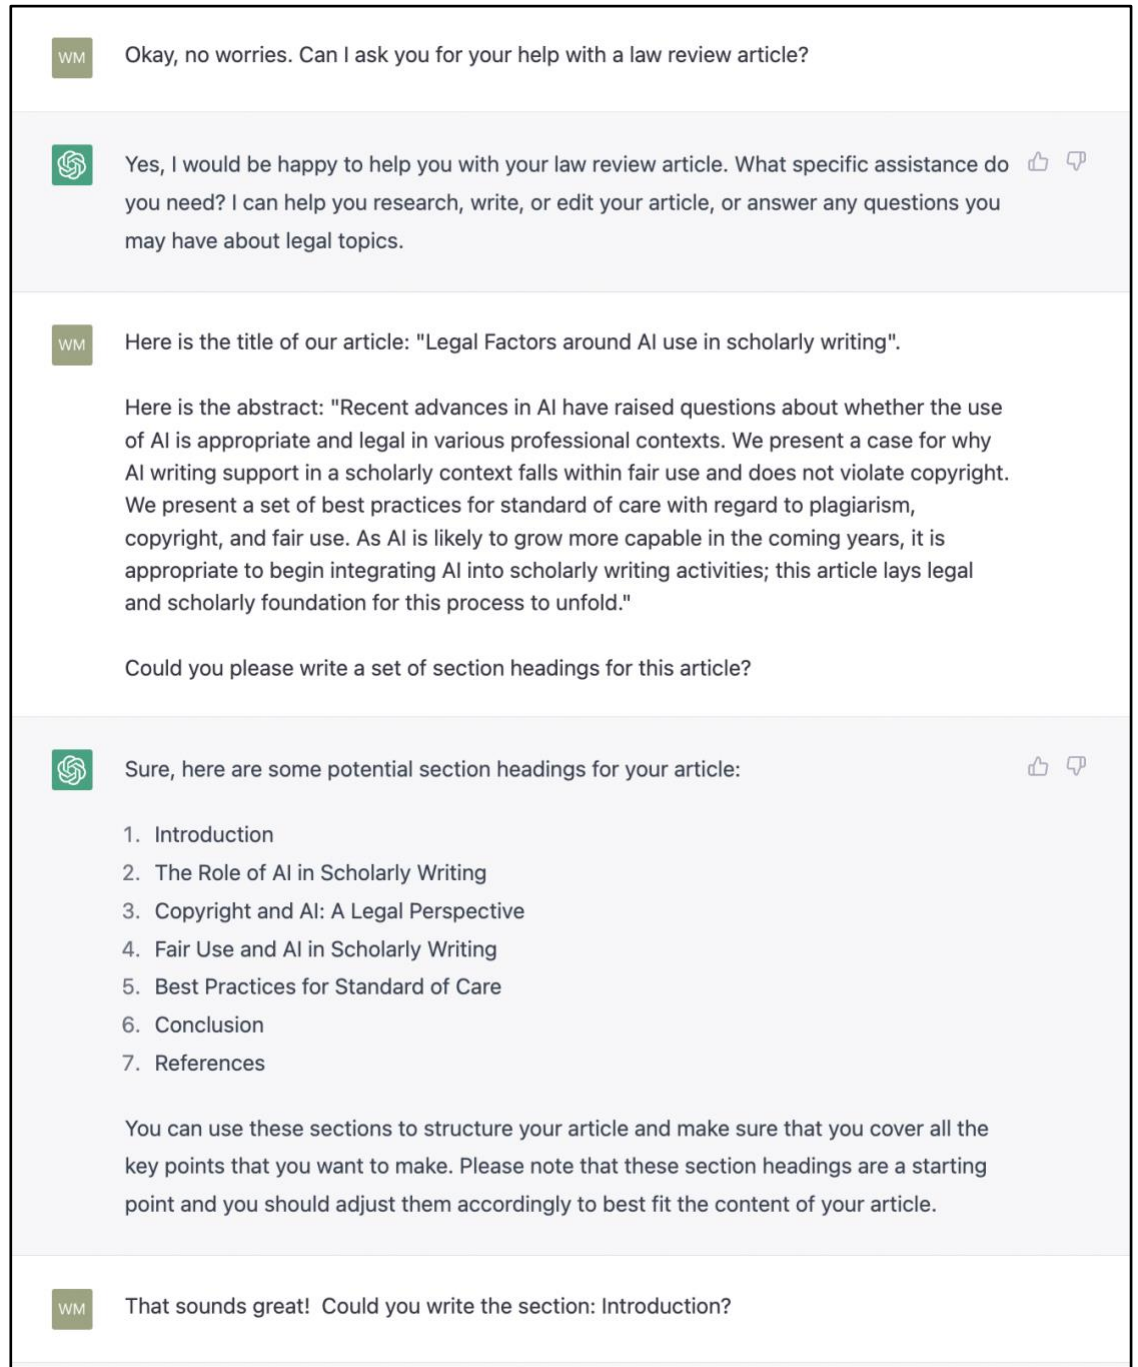 WM
Okay, no worries. Can I ask you for your help with a law review article?
Yes, I would be happy to help you with your law review article. What specific assistance do
you need? I can help you research, write, or edit your article, or answer any questions you
may have about legal topics.
WM
Here is the title of our article: "Legal Factors around AI use in scholarly writing".
Here is the abstract: "Recent advances in AI have raised questions about whether the use
of AI is appropriate and legal in various professional contexts. We present a case for why
AI writing support in a scholarly context falls within fair use and does not violate copyright.
We present a set of best practices for standard of care with regard to plagiarism,
copyright, and fair use. As AI is likely to grow more capable in the coming years, it is
appropriate to begin integrating AI into scholarly writing activities; this article lays legal
and scholarly foundation for this process to unfold."
Could you please write a set of section headings for this article?
Sure, here are some potential section headings for your article:
1. Introduction
2. The Role of AI in Scholarly Writing
3. Copyright and AI: A Legal Perspective
4. Fair Use and AI in Scholarly Writing
5. Best Practices for Standard of Care
6. Conclusion
7. References
You can use these sections to structure your article and make sure that you cover all the
key points that you want to make. Please note that these section headings are a starting
point and you should adjust them accordingly to best fit the content of your article.
WM
That sounds great!  Could you write the section: Introduction?